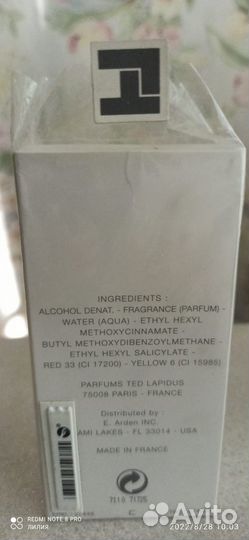 INGREDIENTS :
ALCOHOL DENAT. - FRAGRANCE (PARFUM) -
WATER (AQUA) - ETHYL HEXYL
METHOXYCINNAMATE -
BUTYL METHOXYDIBENZOYLMETHANE -
ETHYL HEXYL SALICYLATE -
RED 33 (CI 17200) - YELLOW 6 (CI 15985)
PARFUMS TED LAPIDUS
75008 PARIS - FRANCE
Distributed by :
E. Arden INC.
AMI LAKES - FL 33014 - USA
MADE IN FRANCE
REDMI NOTE 8 PRO
ЛИЛИЯ
Avito
2022/8/28 10:03